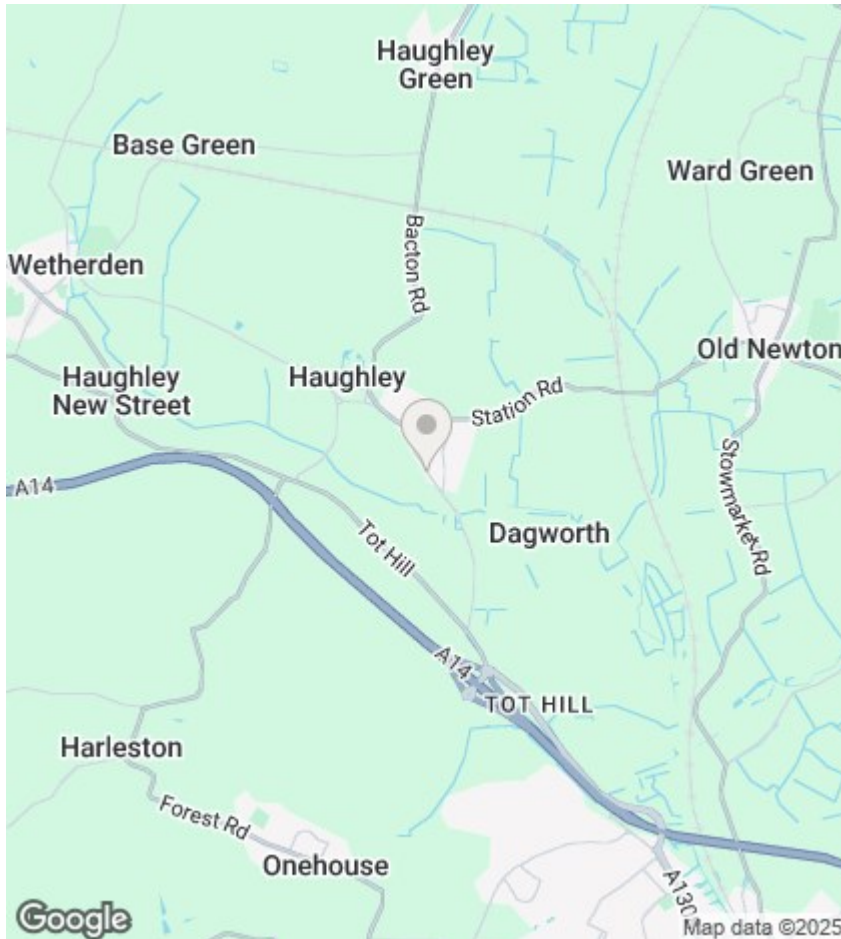 Haughley
Green
Base Green
Ward Green
Bacton Rd
Wetherden
Old Newton
Haughley
New Street
Haughley
Station Rd
A14
Stowmarket Rd
Tot Hill
Dagworth
A14
TOT HILL
Harleston
Forest Rd
Onehouse
A130
Google
Map data ©2025